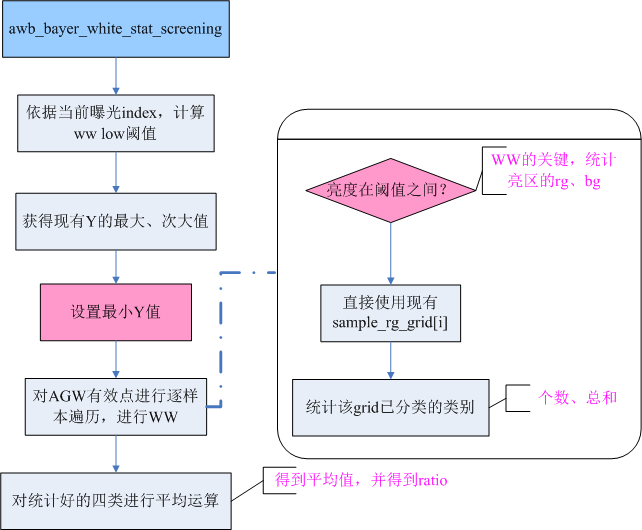 awb_bayer_white_stat_screening
依据当前曝光index，计算
ww low阈值
获得现有Y的最大、次大值
设置最小Y值
对AGW有效点进行逐样
本遍历，进行WW
对统计好的四类进行平均运算
得到平均值，并得到ratio
亮度在阈值之间？
WW的关键，统计
亮区的rg、bg
直接使用现有
sample_rg_grid[i]
统计该grid已分类的类别
个数、总和